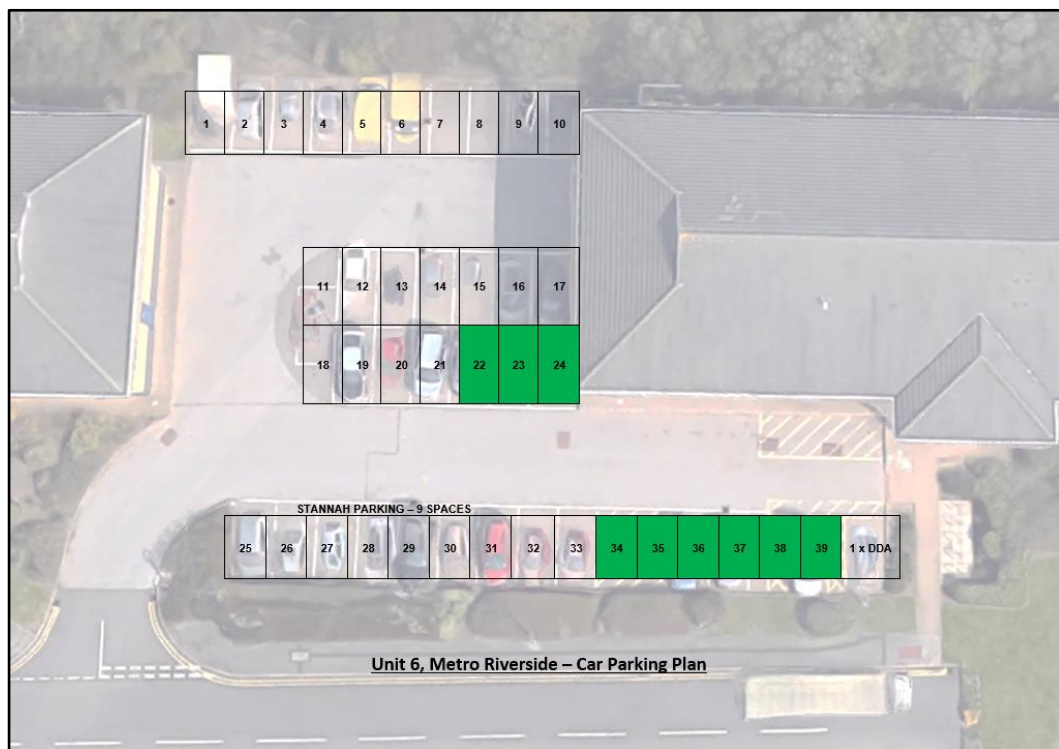 1 2 3 4 5 6 7 8 9 10
11 12 13 14 15 16 17
18 19 20 21 22 23 24
STANNAH PARKING – 9 SPACES
25 26 27 28 29 30 31 32 33 34 35 36 37 38 39 1 x DDA
Unit 6, Metro Riverside – Car Parking Plan